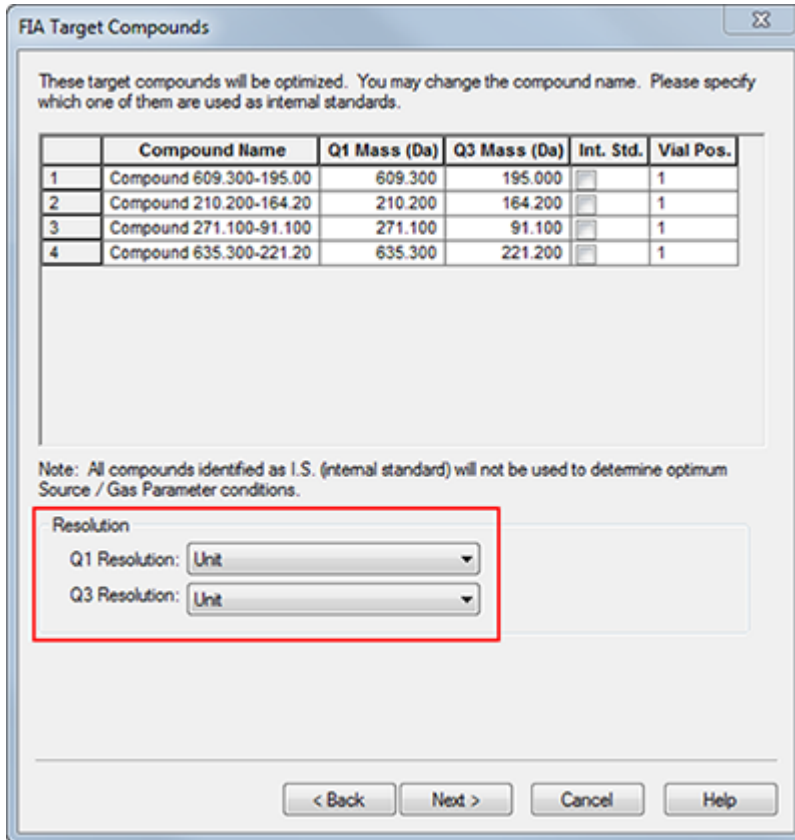 FIA Target Compounds
These target compounds will be optimized. You may change the compound name. Please specify
which one of them are used as internal standards.
Compound Name Q1 Mass (Da) Q3 Mass (Da) Int. Std. Vial Pos.
1 Compound 609.300-195.00 609.300 195.000 1
2 Compound 210.200-164.20 210.200 164.200 1
3 Compound 271.100-91.100 271.100 91.100 1
4 Compound 635.300-221.20 635.300 221.200 1
Note: All compounds identified as I.S. (internal standard) will not be used to determine optimum
Source / Gas Parameter conditions.
Resolution
Q1 Resolution: Unit
Q3 Resolution: Unit
< Back Next > Cancel Help